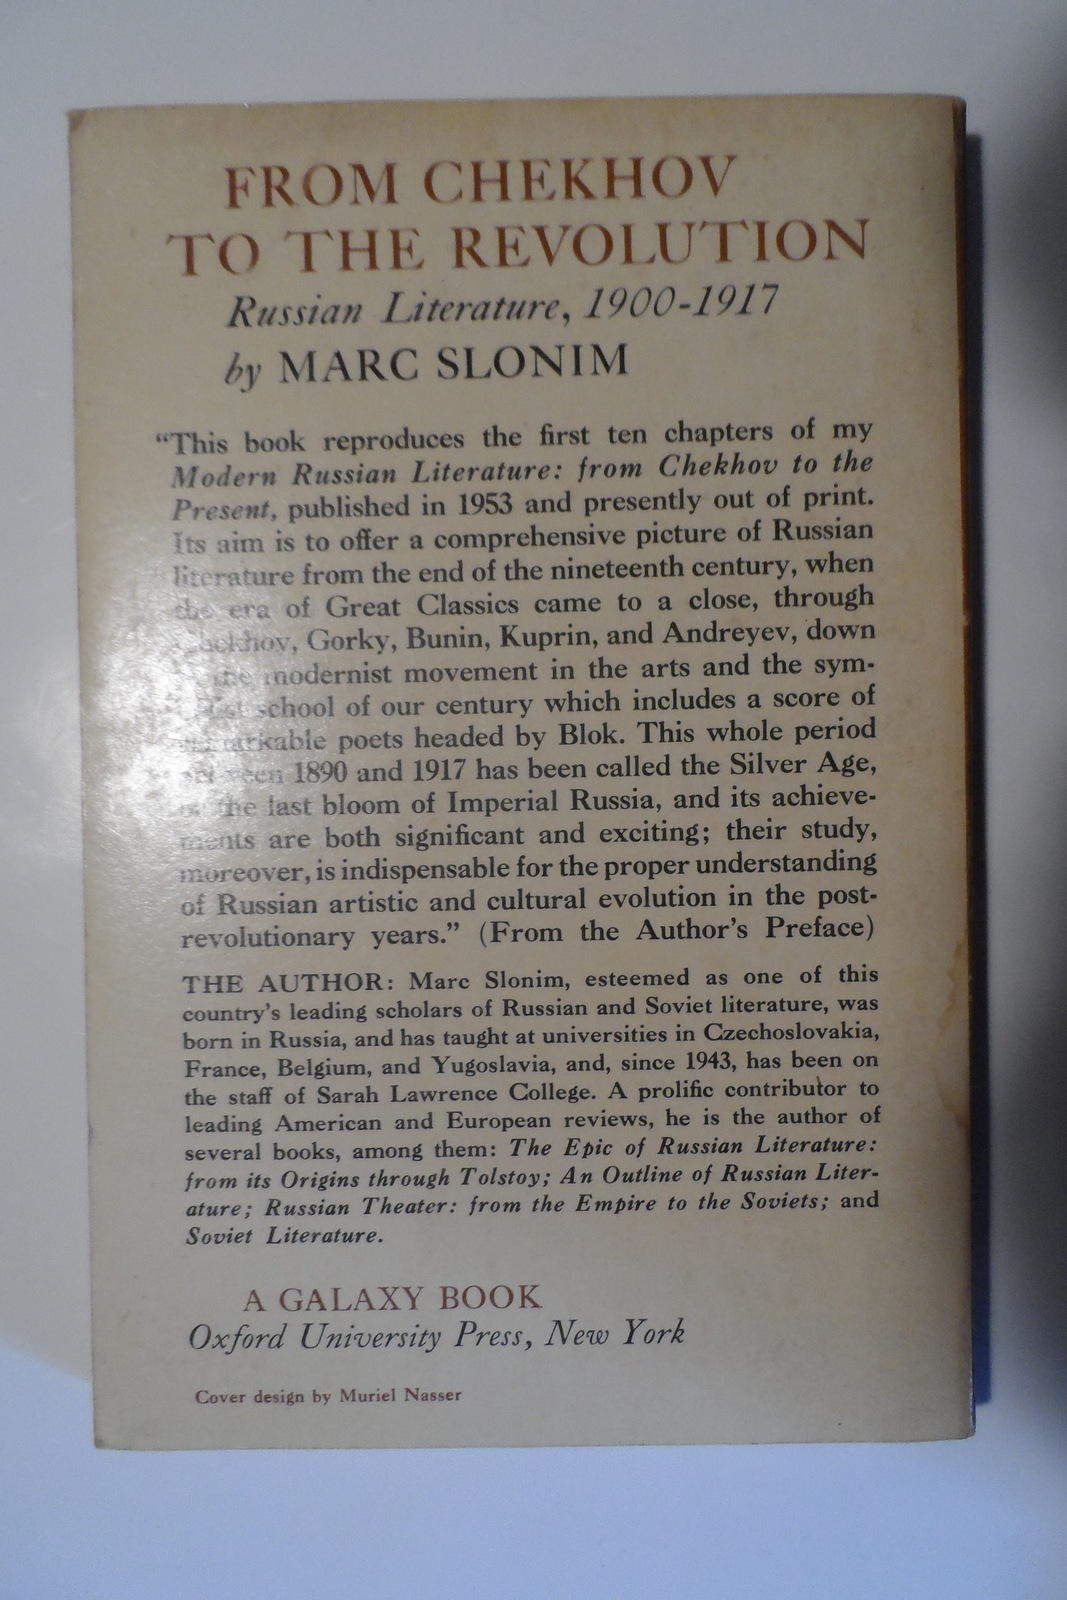 FROM CHEKHOV
TO THE REVOLUTION
Russian Literature, 1900-1917
by MARC SLONIM
“This book reproduces the first ten chapters of my
Modern Russian Literature: from Chekhov to the
Present, published in 1953 and presently out of print.
Its aim is to offer a comprehensive picture of Russian
literature from the end of the nineteenth century, when
the era of Great Classics came to a close, through
Chekhov, Gorky, Bunin, Kuprin, and Andreyev, down
the modernist movement in the arts and the sym-
school of our century which includes a score of
remarkable poets headed by Blok. This whole period
between 1890 and 1917 has been called the Silver Age,
or the last bloom of Imperial Russia, and its achieve-
ments are both significant and exciting; their study,
moreover, is indispensable for the proper understanding
of Russian artistic and cultural evolution in the post-
revolutionary years.” (From the Author’s Preface)
THE AUTHOR: Marc Slonim, esteemed as one of this
country’s leading scholars of Russian and Soviet literature, was
born in Russia, and has taught at universities in Czechoslovakia,
France, Belgium, and Yugoslavia, and, since 1943, has been on
the staff of Sarah Lawrence College. A prolific contributor to
leading American and European reviews, he is the author of
several books, among them: The Epic of Russian Literature:
from its Origins through Tolstoy; An Outline of Russian Liter-
ature; Russian Theater: from the Empire to the Soviets; and
Soviet Literature.
A GALAXY BOOK
Oxford University Press, New York
Cover design by Muriel Nasser